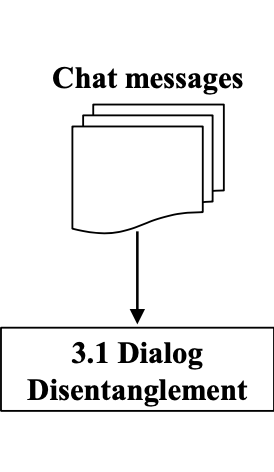 Chat messages
3.1 Dialog
Disentanglement